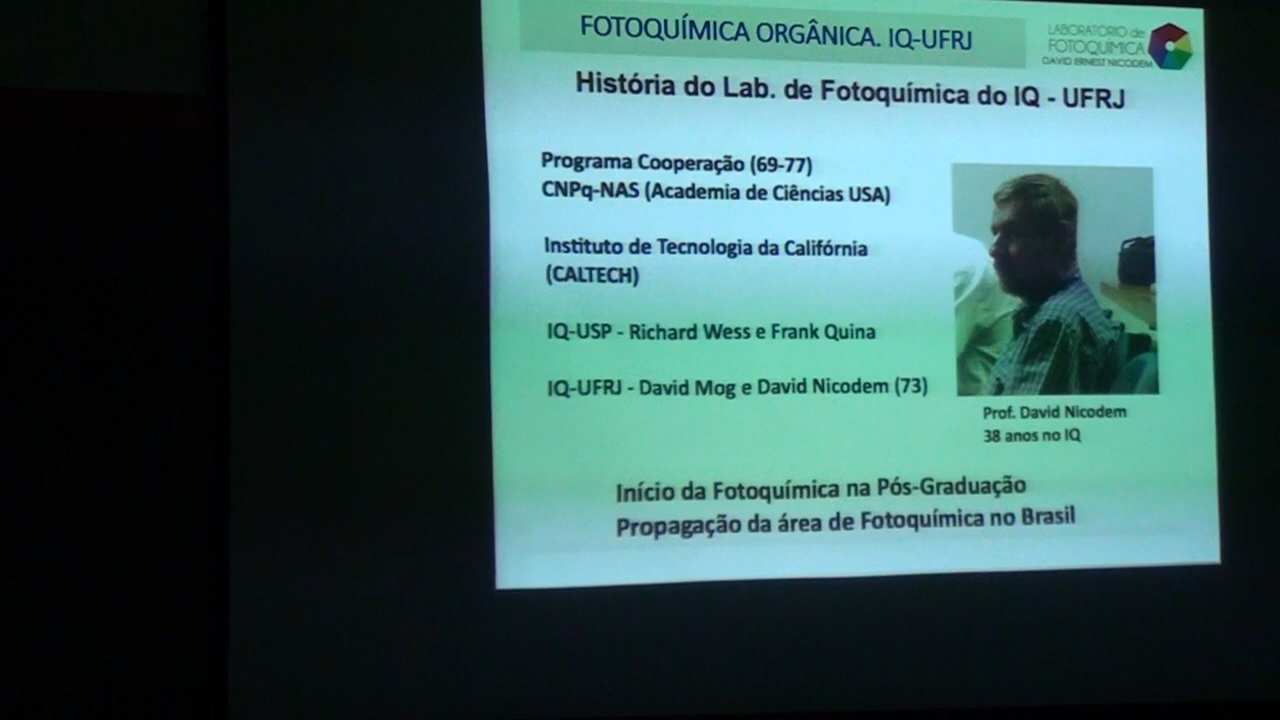 FOTOQUÍMICA ORGÂNICA. IQ-UFRJ
LABORATÓRIO de
FOTOQUÍMICA
DAVID ERNEST NICODEM
História do Lab. de Fotoquímica do IQ - UFRJ
Programa Cooperação (69-77)
CNPq-NAS (Academia de Ciências USA)
Instituto de Tecnologia da Califórnia
(CALTECH)
IQ-USP - Richard Wess e Frank Quina
IQ-UFRJ - David Mog e David Nicodem (73)
Prof. David Nicodem
38 anos no IQ
Início da Fotoquímica na Pós-Graduação
Propagação da área de Fotoquímica no Brasil